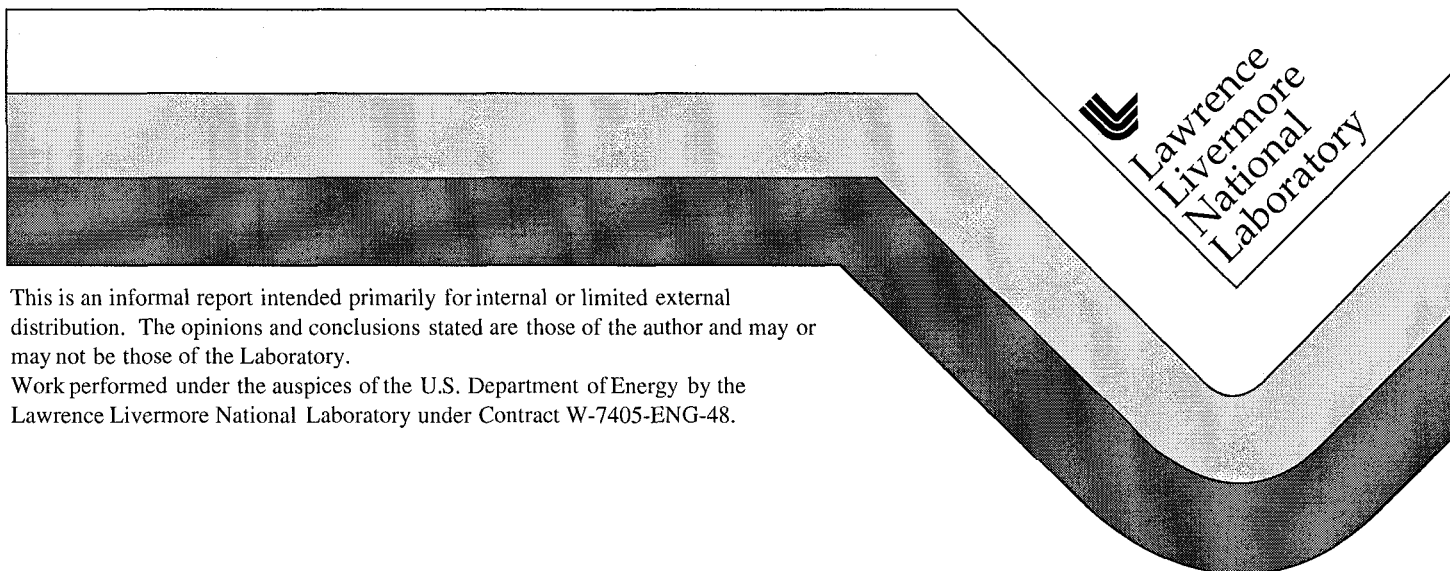 Lawrence
Livermore
National
Laboratory
This is an informal report intended primarily for internal or limited external
distribution. The opinions and conclusions stated are those of the author and may or
may not be those of the Laboratory.
Work performed under the auspices of the U.S. Department of Energy by the
Lawrence Livermore National Laboratory under Contract W-7405-ENG-48.